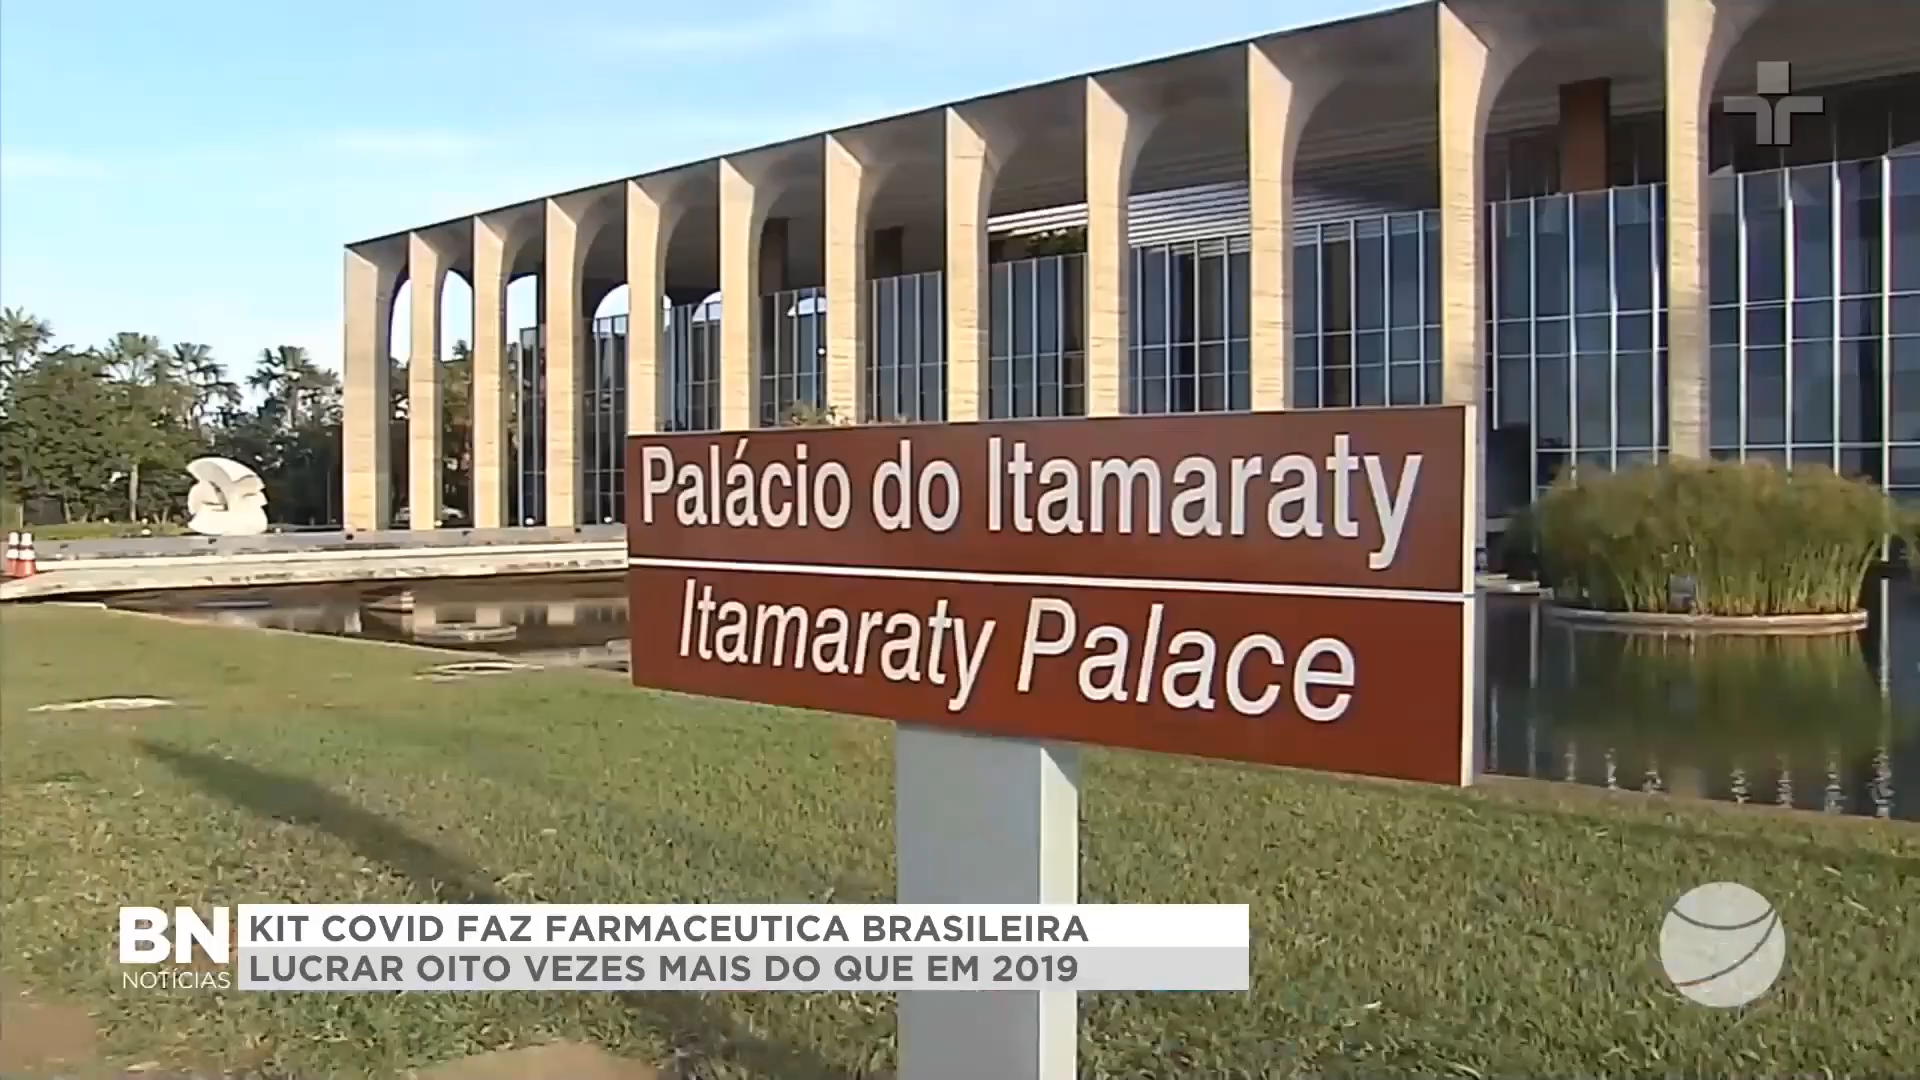 Palácio do Itamaraty
Itamaraty Palace
BN
NOTÍCIAS
KIT COVID FAZ FARMACEUTICA BRASILEIRA
LUCRAR OITO VEZES MAIS DO QUE EM 2019